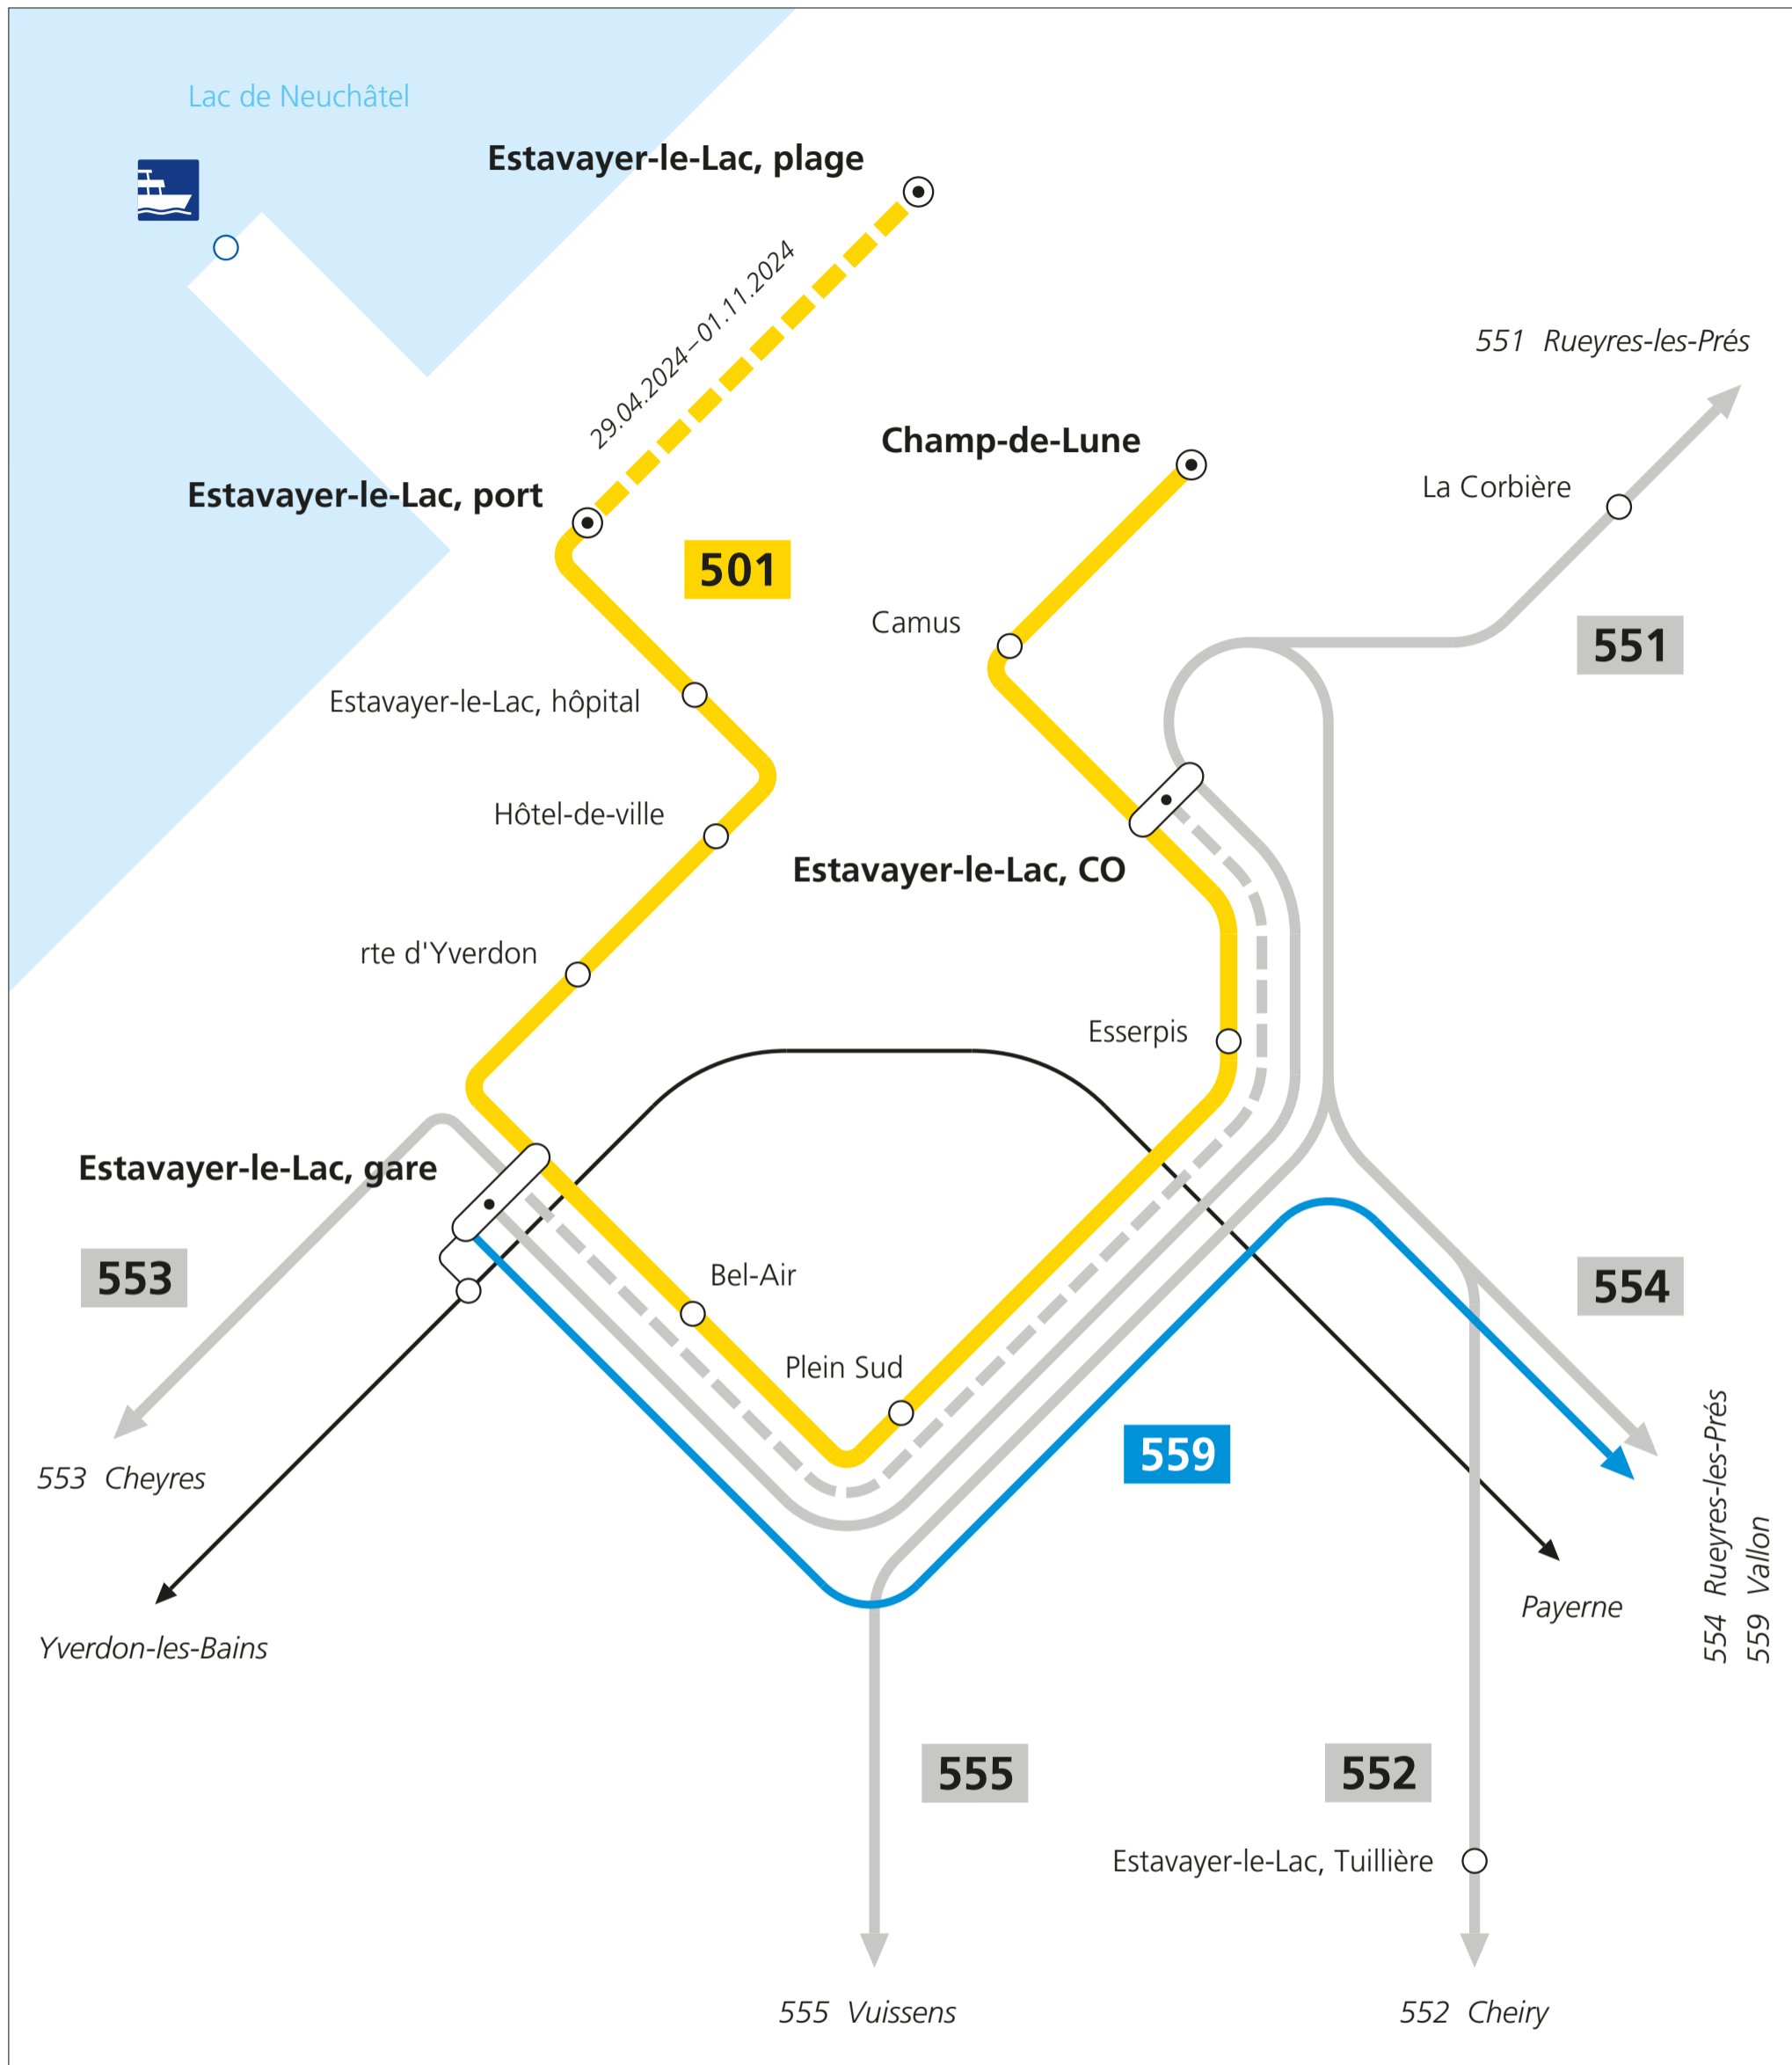 Lac de Neuchâtel
Estavayer-le-Lac, plage
29.04.2024–01.11.2024
551 Rueyres-les-Prés
Champ-de-Lune
La Corbière
Estavayer-le-Lac, port
501
Camus
551
Estavayer-le-Lac, hôpital
Hôtel-de-ville
Estavayer-le-Lac, CO
rte d'Yverdon
Esserpis
Estavayer-le-Lac, gare
553
Bel-Air
554
Plein Sud
559
553 Cheyres
554 Rueyres-les-Prés
559 Vallon
Payerne
Yverdon-les-Bains
555
552
Estavayer-le-Lac, Tuillière
555 Vuissens
552 Cheiry